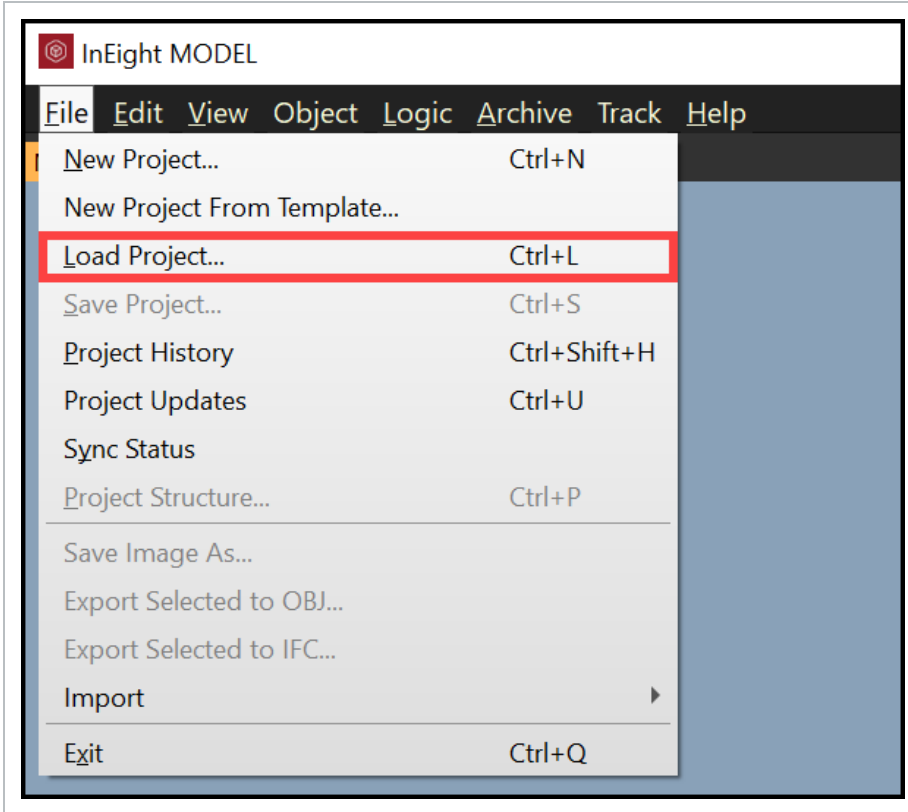 InEight MODEL
File Edit View Object Logic Archive Track Help
New Project... Ctrl+N
New Project From Template...
Load Project... Ctrl+L
Save Project... Ctrl+S
Project History Ctrl+Shift+H
Project Updates Ctrl+U
Sync Status
Project Structure... Ctrl+P
Save Image As...
Export Selected to OBJ...
Export Selected to IFC...
Import
Exit Ctrl+Q